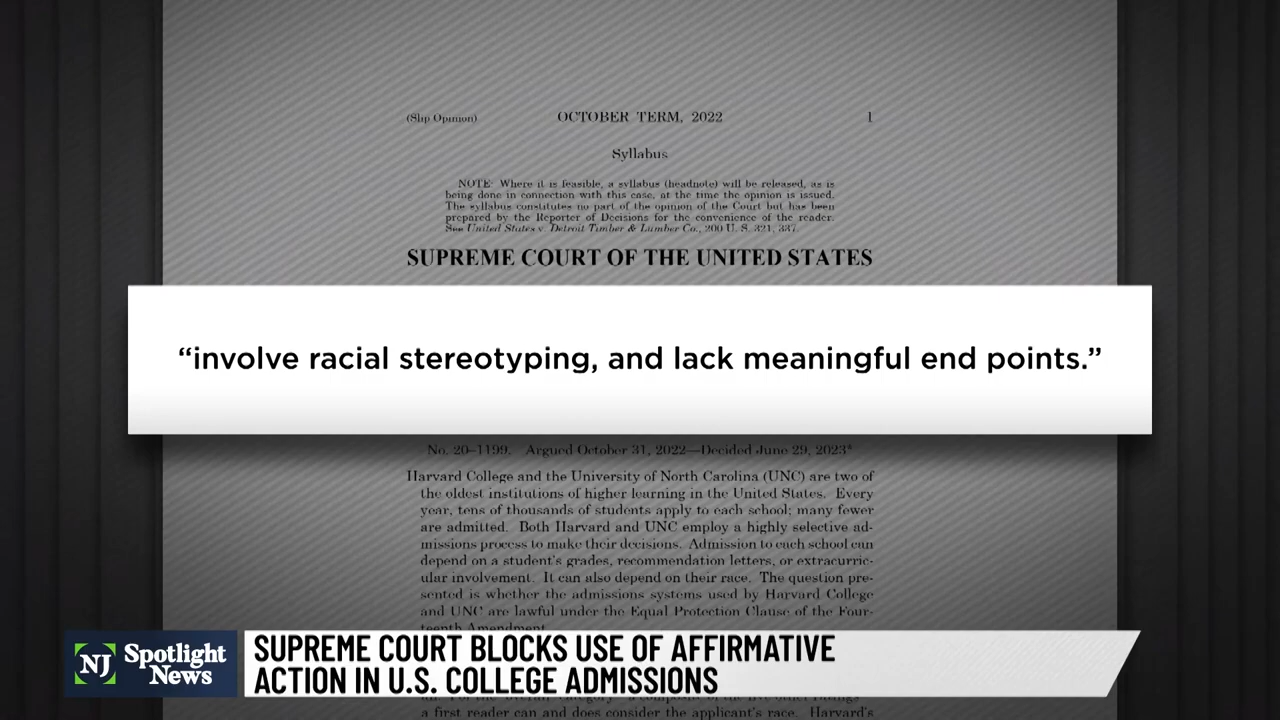 (Slip Opinion) OCTOBER TERM, 2022 1
Syllabus
NOTE: Where it is feasible, a syllabus (headnote) will be released, as is
being done in connection with this case, at the time the opinion is issued.
The syllabus constitutes no part of the opinion of the Court but has been
prepared by the Reporter of Decisions for the convenience of the reader.
See United States v. Detroit Timber & Lumber Co., 200 U. S. 321, 337.
SUPREME COURT OF THE UNITED STATES
“involve racial stereotyping, and lack meaningful end points.”
No. 20–1199. Argued October 31, 2022—Decided June 29, 2023*
Harvard College and the University of North Carolina (UNC) are two of
the oldest institutions of higher learning in the United States. Every
year, tens of thousands of students apply to each school; many fewer
are admitted. Both Harvard and UNC employ a highly selective ad-
missions process to make their decisions. Admission to each school can
depend on a student's grades, recommendation letters, or extracurric-
ular involvement. It can also depend on their race. The question pre-
sented is whether the admissions systems used by Harvard College
and UNC are lawful under the Equal Protection Clause of the Four-
teenth Amendment.
NJ Spotlight News
SUPREME COURT BLOCKS USE OF AFFIRMATIVE
ACTION IN U.S. COLLEGE ADMISSIONS
a first reader can and does consider the applicant's race. Harvard's